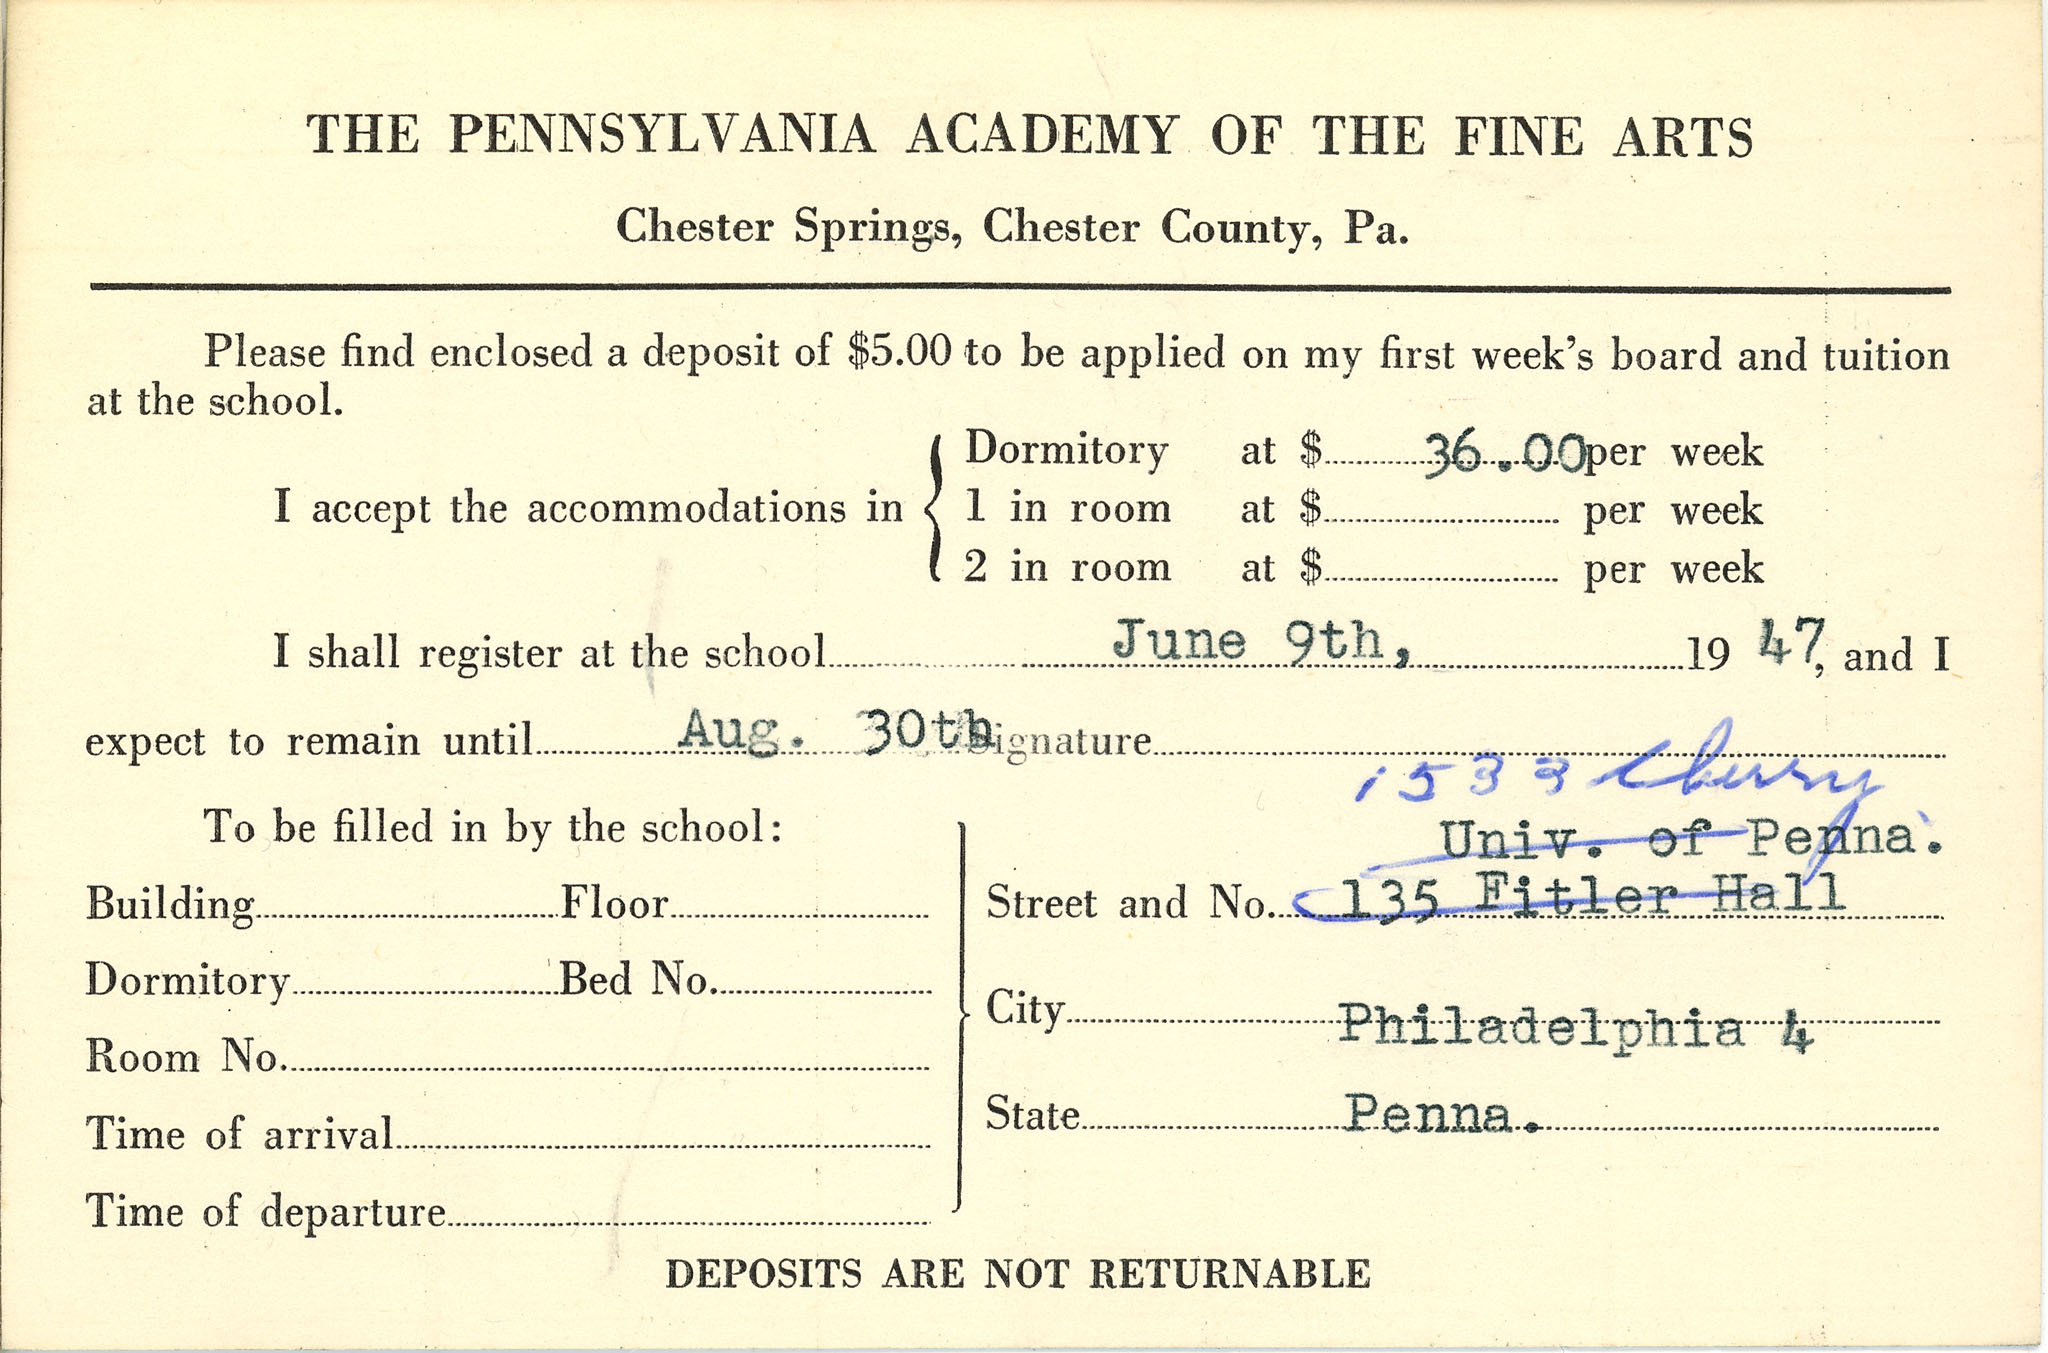 THE PENNSYLVANIA ACADEMY OF THE FINE ARTS
Chester Springs, Chester County, Pa.
Please find enclosed a deposit of $5.00 to be applied on my first week's board and tuition
at the school.
I accept the accommodations in
Dormitory at $ 36.00 per week
1 in room at $ per week
2 in room at $ per week
I shall register at the school June 9th, 19 47, and I
expect to remain until Aug. 30th Signature
To be filled in by the school:
Building Floor
Dormitory Bed No.
Room No.
Time of arrival
Time of departure
1533 Cherry
Univ. of Penna.
Street and No. 135 Fitler Hall
City Philadelphia 4
State Penna.
DEPOSITS ARE NOT RETURNABLE